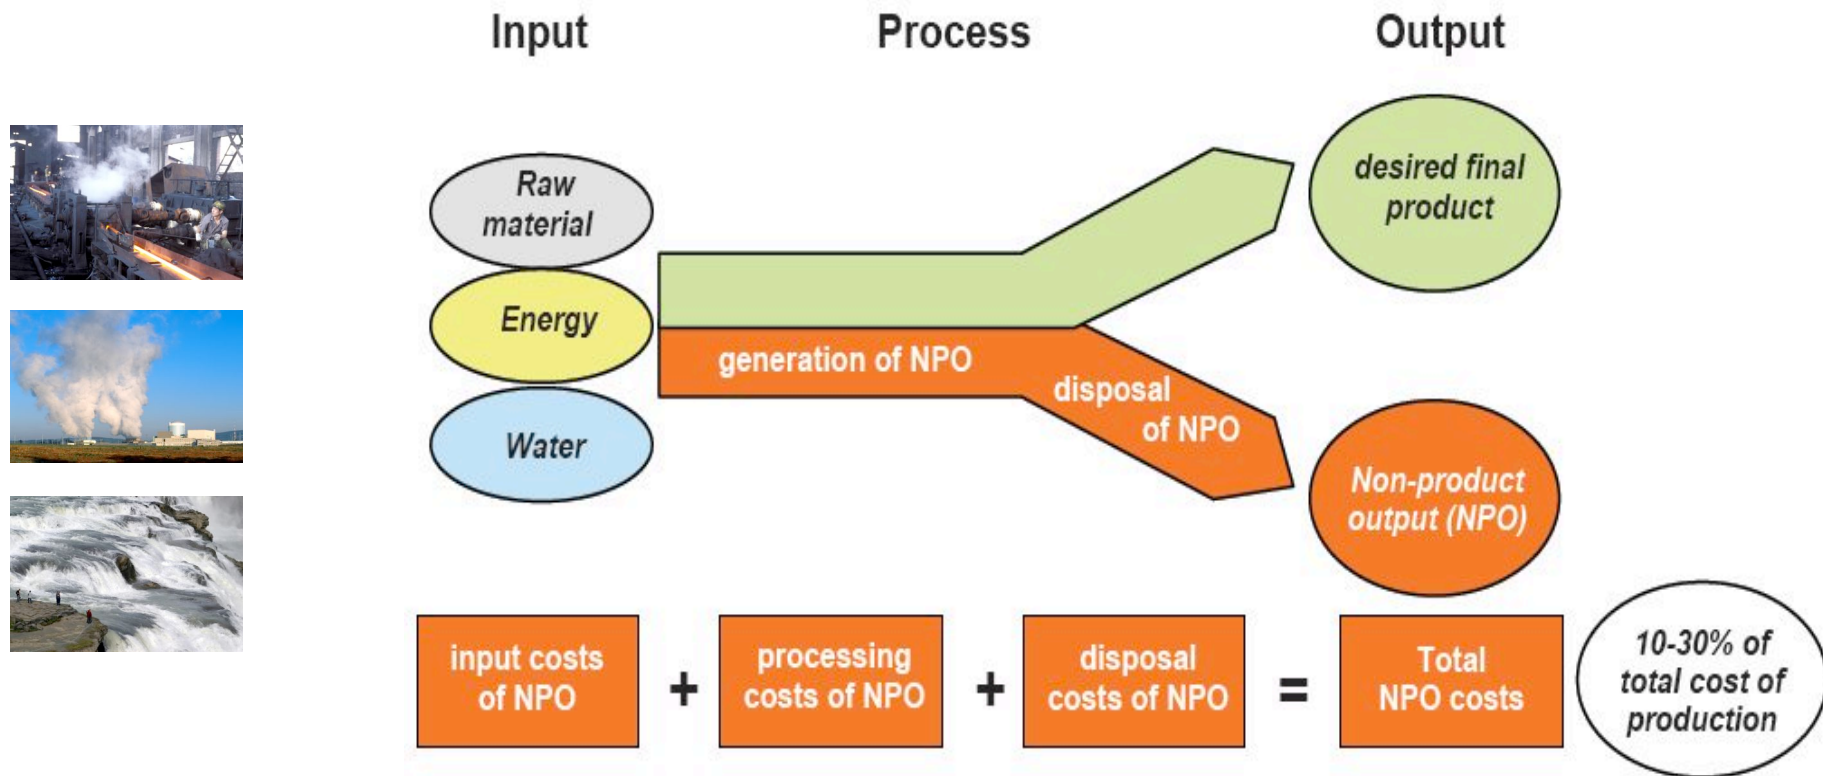 Input
Process
Output
Raw
material
Energy
Water
generation of NPO
disposal
of NPO
desired final
product
Non-product
output (NPO)
input costs
of NPO
+
processing
costs of NPO
+
disposal
costs of NPO
=
Total
NPO costs
10-30% of
total cost of
production